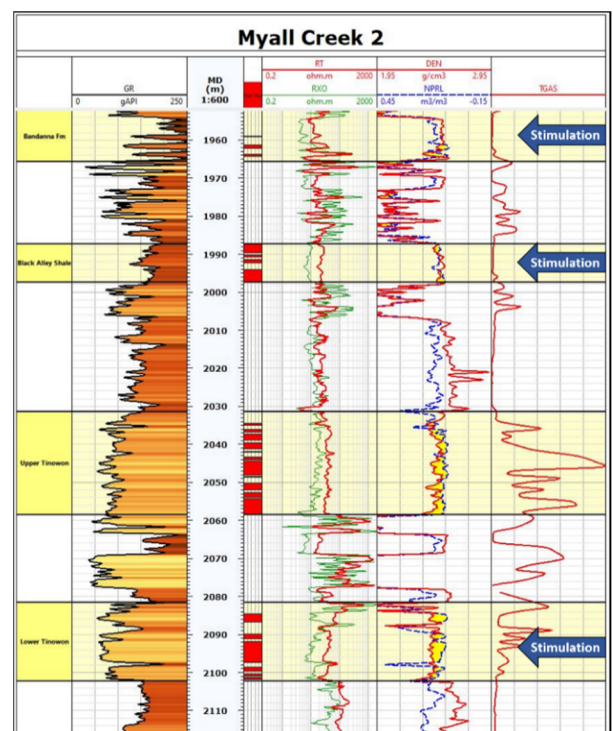 Myall Creek 2
GR
0 gAPI 250
MD
(m)
1:600
RT
0.2 ohm.m 2000
RXO
0.2 ohm.m 2000
DEN
1.95 g/cm3 2.95
NPRL
0.45 m3/m3 -0.15
TGAS
Bandanna Fm
1960
Stimulation
1970
1980
Black Alley Shale
1990
Stimulation
2000
2010
2020
2030
Upper Tinowon
2040
2050
2060
2070
2080
Lower Tinowon
2090
Stimulation
2100
2110